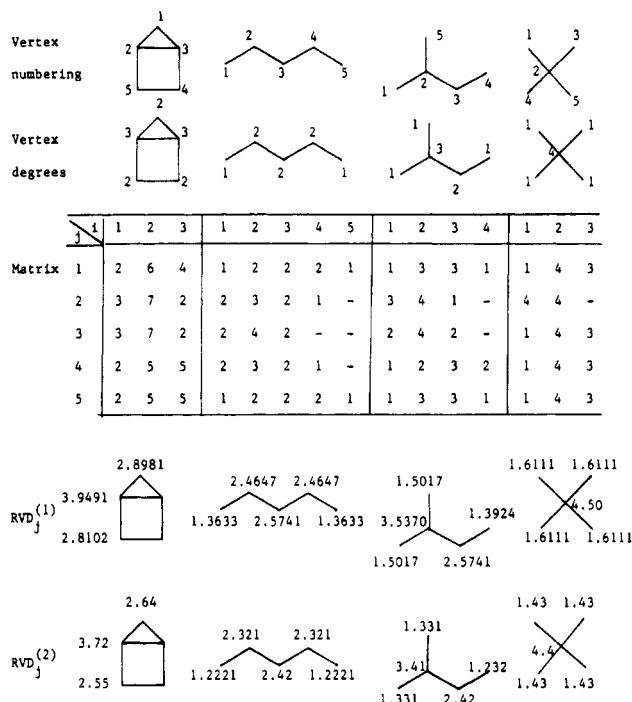 1
Vertex 2 3 2 4 5 1 3
numbering 5 4 1 3 5 1 2 3 4 2 4 5
2
Vertex 3 3 2 2 1 3 1 1 1
degrees 2 2 1 2 1 1 2 4 1 1
j i 1 2 3 1 2 3 4 5 1 2 3 4 1 2 3
Matrix 1 2 6 4 1 2 2 2 1 1 3 3 1 1 4 3
2 3 7 2 2 3 2 1 - 3 4 1 - 4 4 -
3 3 7 2 2 4 2 - - 2 4 2 - 1 4 3
4 2 5 5 2 3 2 1 - 1 2 3 2 1 4 3
5 2 5 5 1 2 2 2 1 1 3 3 1 1 4 3
2.8981 2.4647 2.4647 1.5017 1.6111 1.6111
RVD j (1) 3.9491 1.3633 2.5741 1.3633 3.5370 1.3924 4.50
2.8102 1.5017 2.5741 1.6111 1.6111
2.64 2.321 2.321 1.331 1.43 1.43
RVD j (2) 3.72 1.2221 2.42 1.2221 3.41 1.232 4.4
2.55 1.331 2.42 1.43 1.43